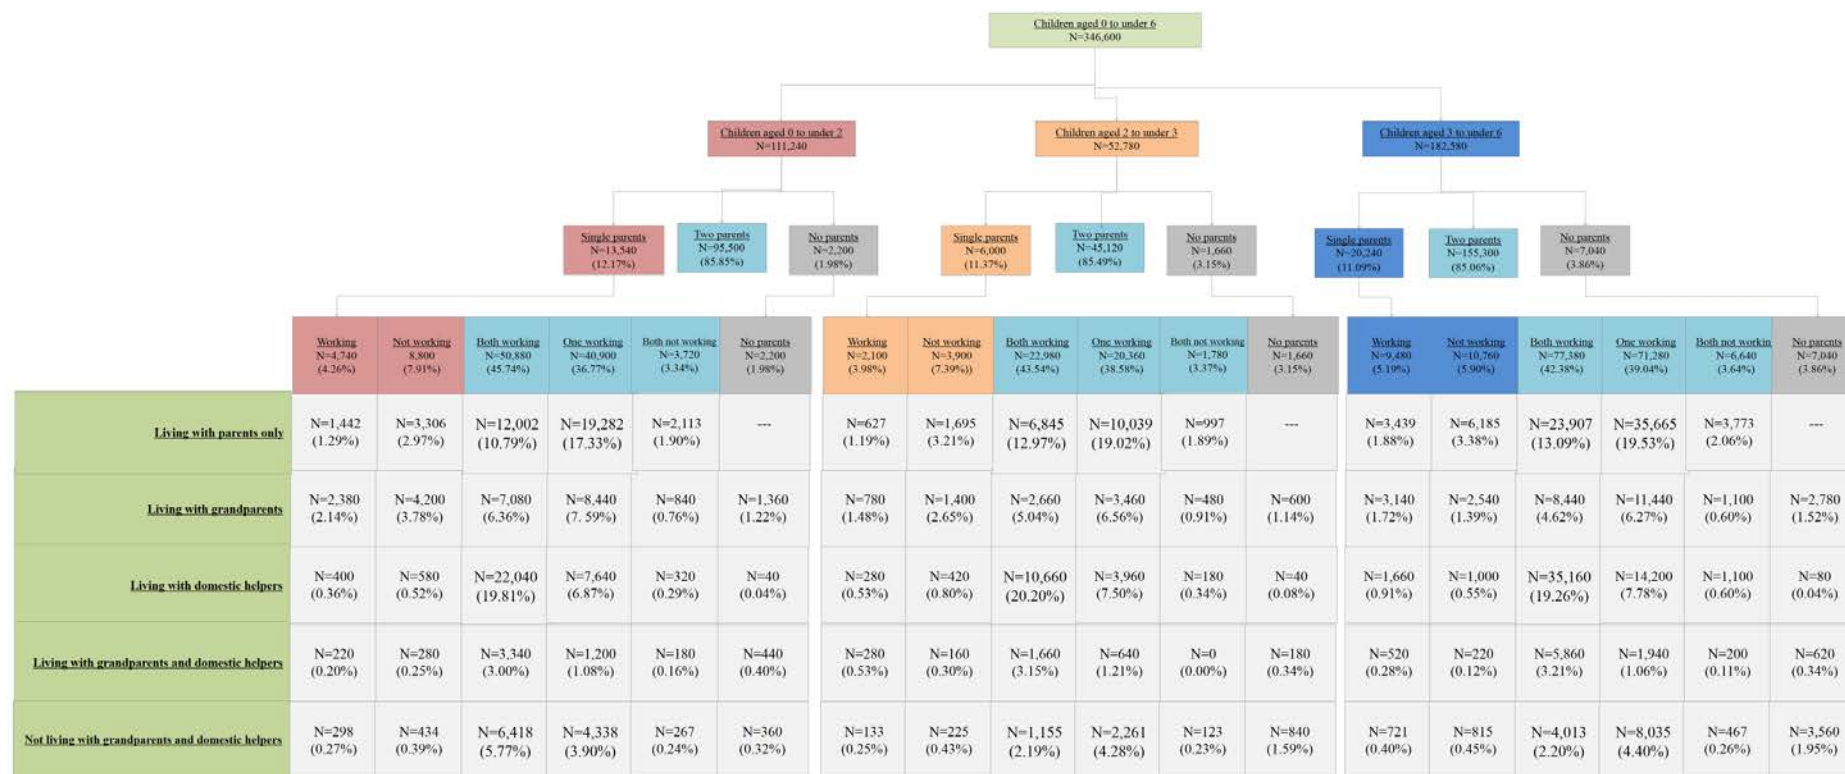 Children aged 0 to under 6
N=346,600
Children aged 0 to under 2
N=111,240
Children aged 2 to under 3
N=52,780
Children aged 3 to under 6
N=182,580
Single parents
N=13,540
(12.17%)
Two parents
N=95,500
(85.85%)
No parents
N=2,200
(1.98%)
Single parents
N=6,000
(11.37%)
Two parents
N=45,120
(85.49%)
No parents
N=1,660
(3.15%)
Single parents
N=20,240
(11.09%)
Two parents
N=155,300
(85.06%)
No parents
N=7,040
(3.86%)
Working
N=4,740
(4.26%)
Not working
8,800
(7.91%)
Both working
N=50,880
(45.74%)
One working
N=40,900
(36.77%)
Both not working
N=3,720
(3.34%)
No parents
N=2,200
(1.98%)
Working
N=2,100
(3.98%)
Not working
N=3,900
(7.39%))
Both working
N=22,980
(43.54%)
One working
N=20,360
(38.58%)
Both not working
N=1,780
(3.37%)
No parents
N=1,660
(3.15%)
Working
N=9,480
(5.19%)
Not working
N=10,760
(5.90%)
Both working
N=77,380
(42.38%)
One working
N=71,280
(39.04%)
Both not workin
N=6,640
(3.64%)
No parents
N=7,040
(3.86%)
Living with parents only
N=1,442 N=3,306 N=12,002 N=19,282 N=2,113 --- N=627 N=1,695 N=6,845 N=10,039 N=997 --- N=3,439 N=6,185 N=23,907 N=35,665 N=3,773 ---
(1.29%) (2.97%) (10.79%) (17.33%) (1.90%) (1.19%) (3.21%) (12.97%) (19.02%) (1.89%) (1.88%) (3.38%) (13.09%) (19.53%) (2.06%)
Living with grandparents
N=2,380 N=4,200 N=7,080 N=8,440 N=840 N=1,360 N=780 N=1,400 N=2,660 N=3,460 N=480 N=600 N=3,140 N=2,540 N=8,440 N=11,440 N=1,100 N=2,780
(2.14%) (3.78%) (6.36%) (7. 59%) (0.76%) (1.22%) (1.48%) (2.65%) (5.04%) (6.56%) (0.91%) (1.14%) (1.72%) (1.39%) (4.62%) (6.27%) (0.60%) (1.52%)
Living with domestic helpers
N=400 N=580 N=22,040 N=7,640 N=320 N=40 N=280 N=420 N=10,660 N=3,960 N=180 N=40 N=1,660 N=1,000 N=35,160 N=14,200 N=1,100 N=80
(0.36%) (0.52%) (19.81%) (6.87%) (0.29%) (0.04%) (0.53%) (0.80%) (20.20%) (7.50%) (0.34%) (0.08%) (0.91%) (0.55%) (19.26%) (7.78%) (0.60%) (0.04%)
Living with grandparents and domestic helpers
N=220 N=280 N=3,340 N=1,200 N=180 N=440 N=280 N=160 N=1,660 N=640 N=0 N=180 N=520 N=220 N=5,860 N=1,940 N=200 N=620
(0.20%) (0.25%) (3.00%) (1.08%) (0.16%) (0.40%) (0.53%) (0.30%) (3.15%) (1.21%) (0.00%) (0.34%) (0.28%) (0.12%) (3.21%) (1.06%) (0.11%) (0.34%)
Not living with grandparents and domestic helpers
N=298 N=434 N=6,418 N=4,338 N=267 N=360 N=133 N=225 N=1,155 N=2,261 N=123 N=840 N=721 N=815 N=4,013 N=8,035 N=467 N=3,560
(0.27%) (0.39%) (5.77%) (3.90%) (0.24%) (0.32%) (0.25%) (0.43%) (2.19%) (4.28%) (0.23%) (1.59%) (0.40%) (0.45%) (2.20%) (4.40%) (0.26%) (1.95%)